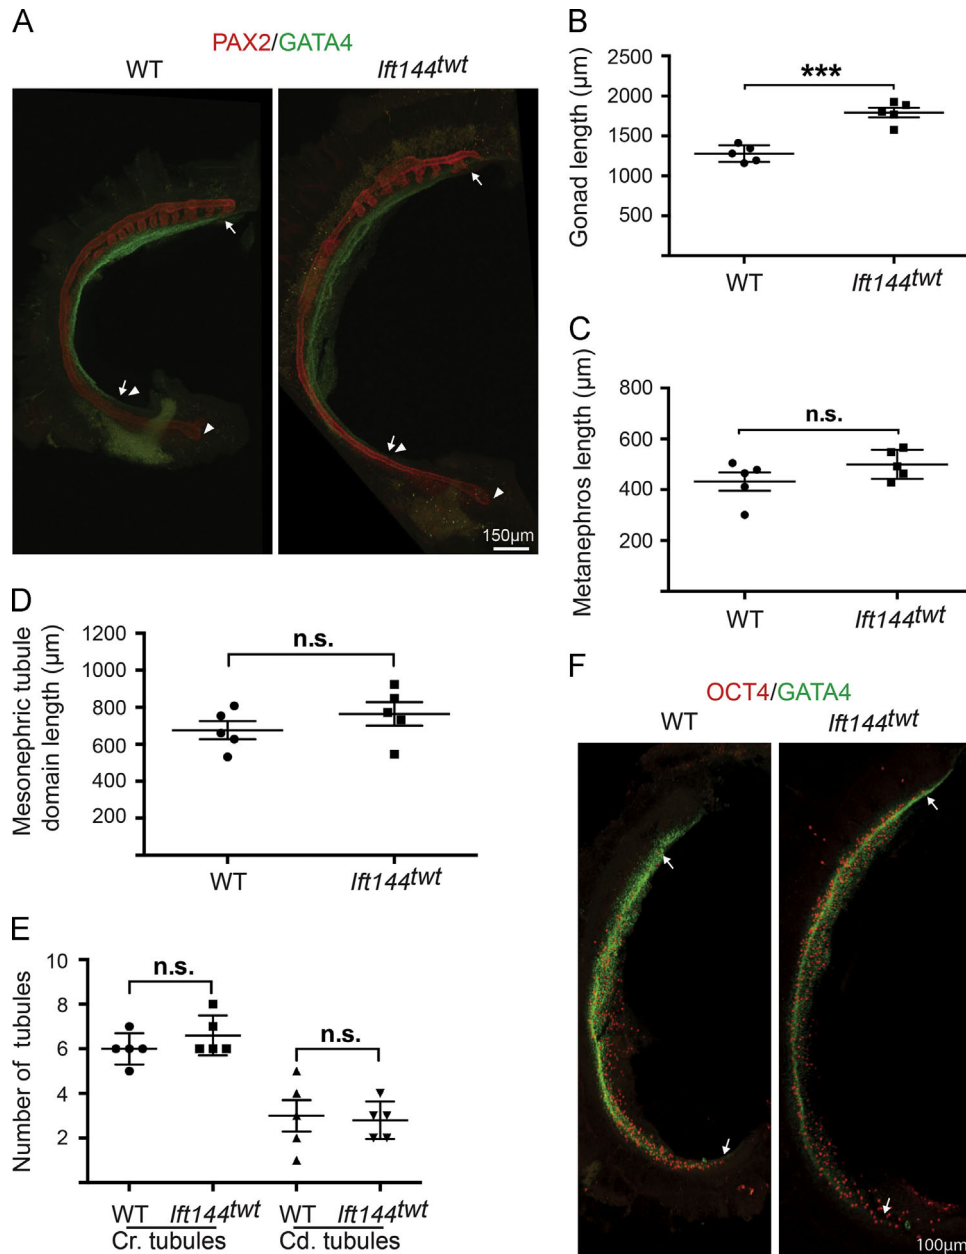 A
PAX2/GATA4
WT
Ift144twt
150µm
B
Gonad length (µm)
2500
2000
1500
1000
500
***
WT
Ift144twt
C
Metanephros length (µm)
800
600
400
200
n.s.
WT
Ift144twt
D
Mesonephric tubule
domain length (µm)
1200
1000
800
600
400
200
n.s.
WT
Ift144twt
E
Number of tubules
10
8
6
4
2
n.s.
n.s.
WT Ift144twt WT Ift144twt
Cr. tubules Cd. tubules
F
OCT4/GATA4
WT
Ift144twt
100µm